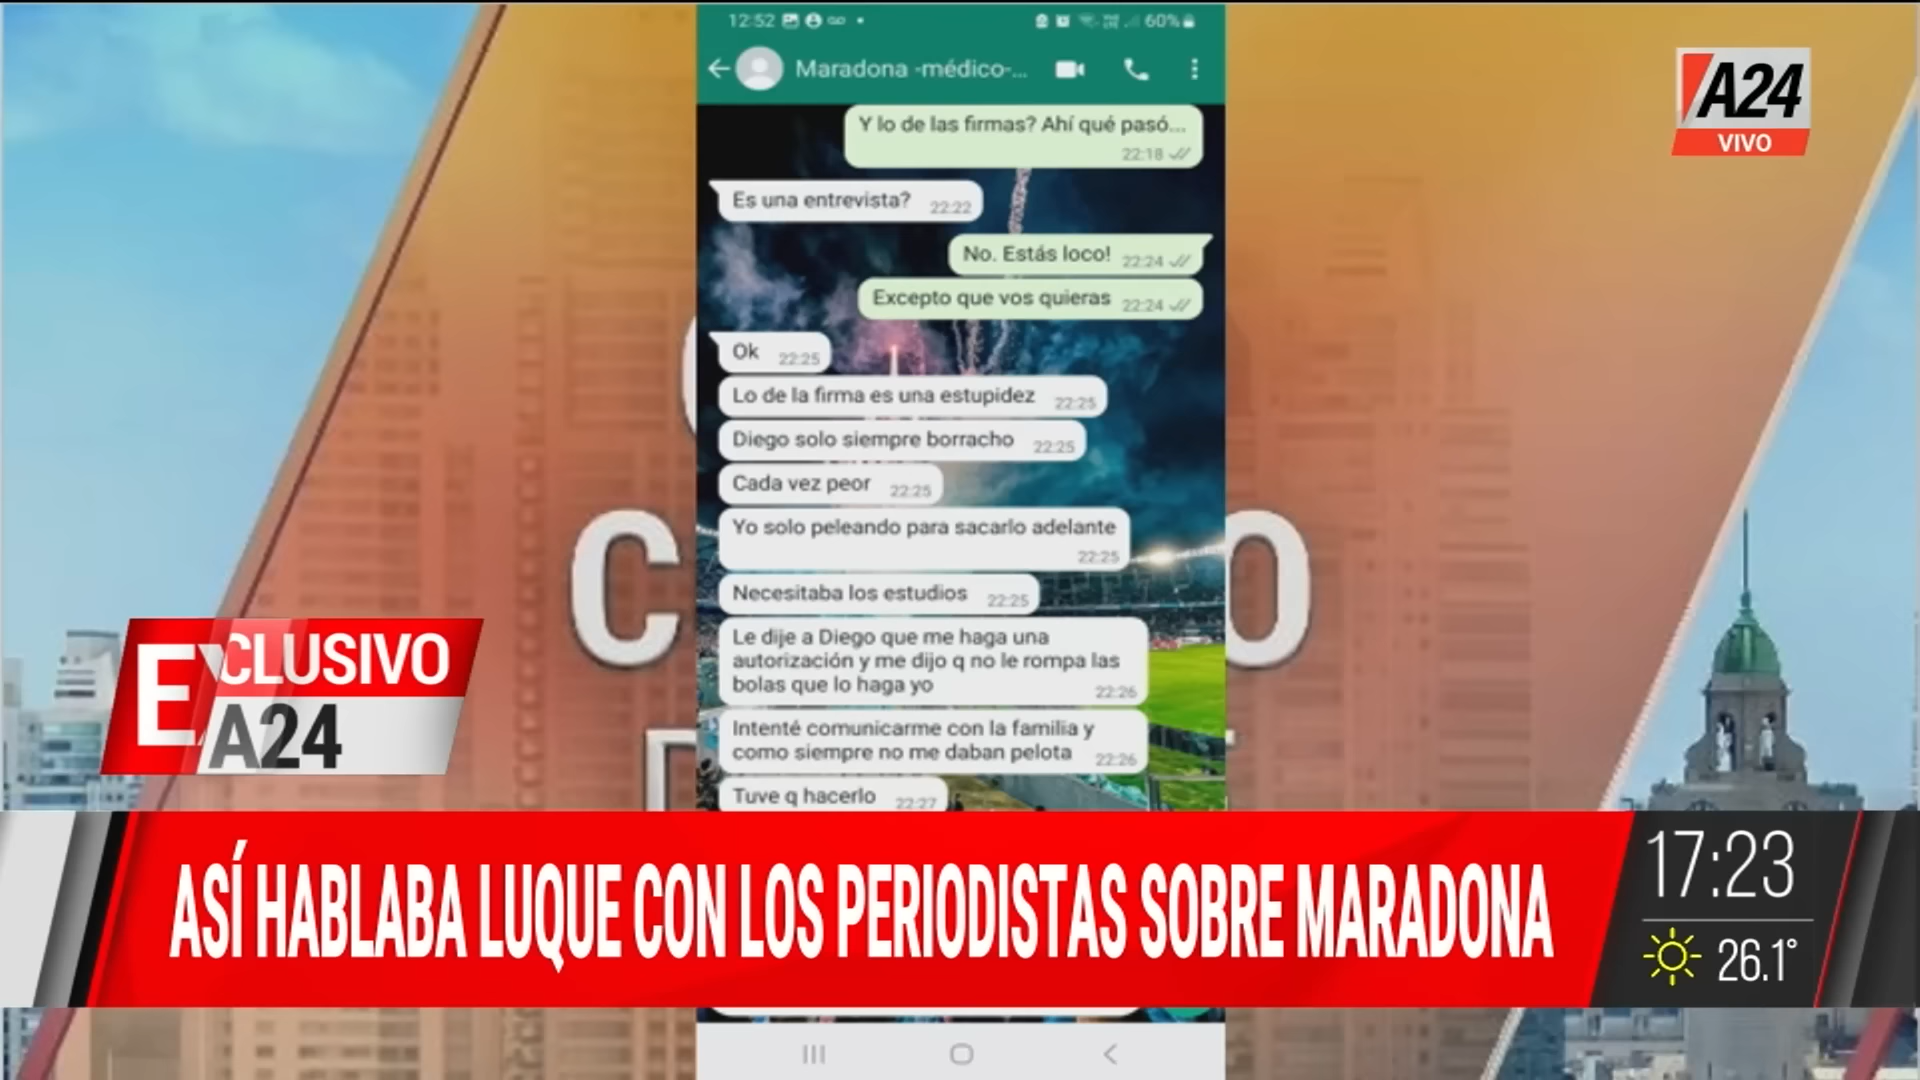 12:52
60%
Maradona -médico-...
Y lo de las firmas? Ahí qué pasó...
22:18
Es una entrevista? 22:22
No. Estás loco! 22:24
Excepto que vos quieras 22:24
Ok 22:25
Lo de la firma es una estupidez 22:25
Diego solo siempre borracho 22:25
Cada vez peor 22:25
Yo solo peleando para sacarlo adelante
22:25
Necesitaba los estudios 22:25
Le dije a Diego que me haga una
autorización y me dijo q no le rompa las
bolas que lo haga yo 22:26
Intenté comunicarme con la familia y
como siempre no me daban pelota 22:26
Tuve q hacerlo 22:27
A24
VIVO
EXCLUSIVO
A24
ASÍ HABLABA LUQUE CON LOS PERIODISTAS SOBRE MARADONA
17:23
26.1°